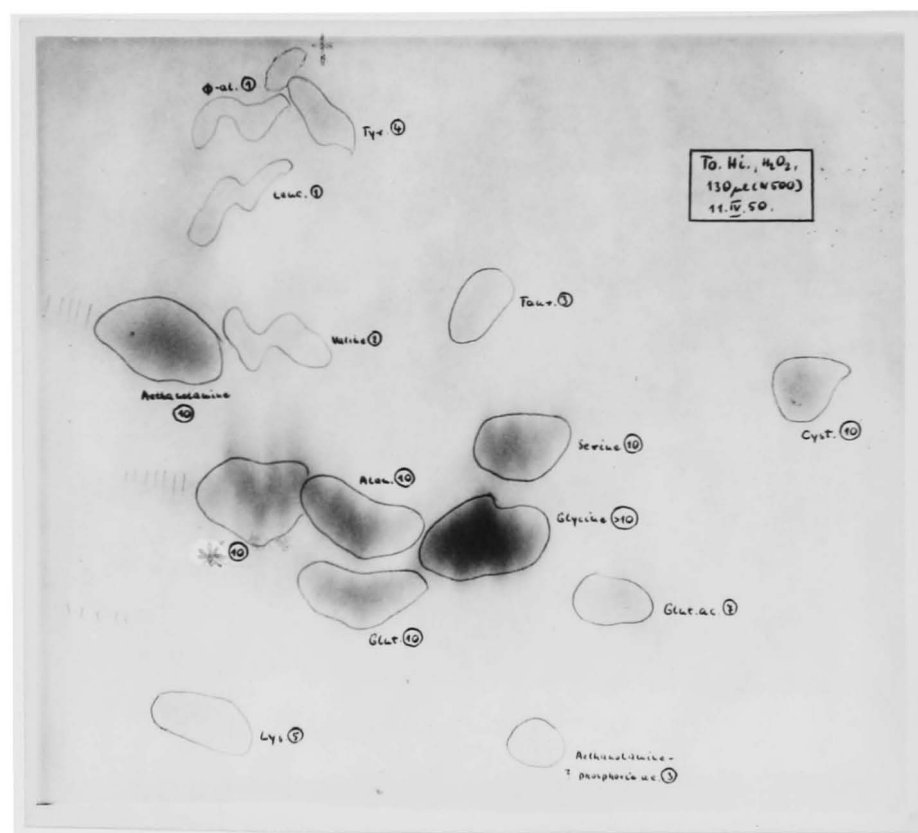 Φ-al. ①
Tyr. ④
To. Hi., H₂O₂,
130 µl (N500)
11. IV. 50.
Leuc. ①
Taur. ③
Valine ②
Aethanolamine
⑩
Cyst. ⑩
Serine ⑩
Alan. ⑩
Glycine >10
⑩
Glut. ac. ⑦
Glut. ⑩
Lys ⑤
Aethanolamine-
? phosphoric ac. ③